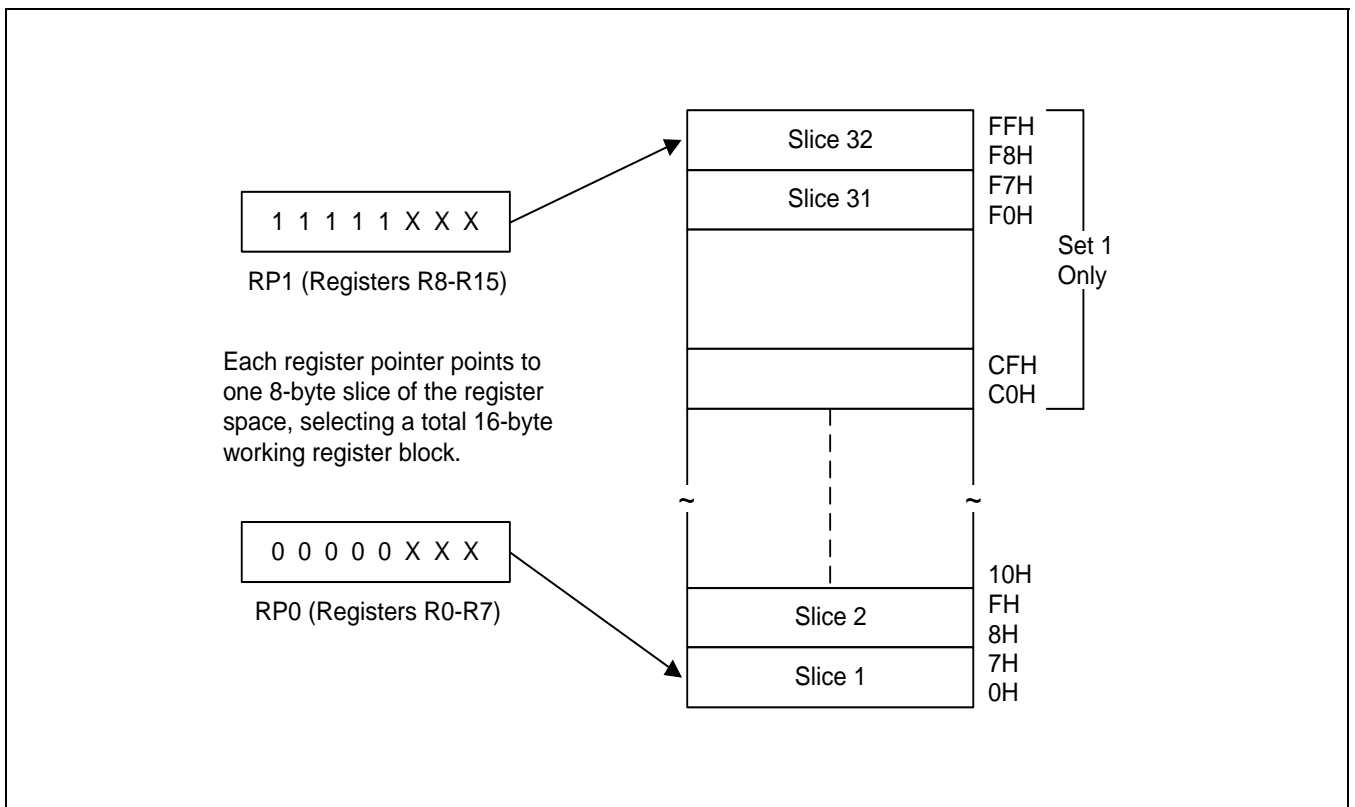 Slice 32
FFH
F8H
Slice 31
F7H
F0H
1 1 1 1 1 X X X
RP1 (Registers R8-R15)
Set 1
Only
Each register pointer points to
one 8-byte slice of the register
space, selecting a total 16-byte
working register block.
CFH
C0H
~ ~
0 0 0 0 0 X X X
RP0 (Registers R0-R7)
10H
Slice 2
FH
8H
Slice 1
7H
0H